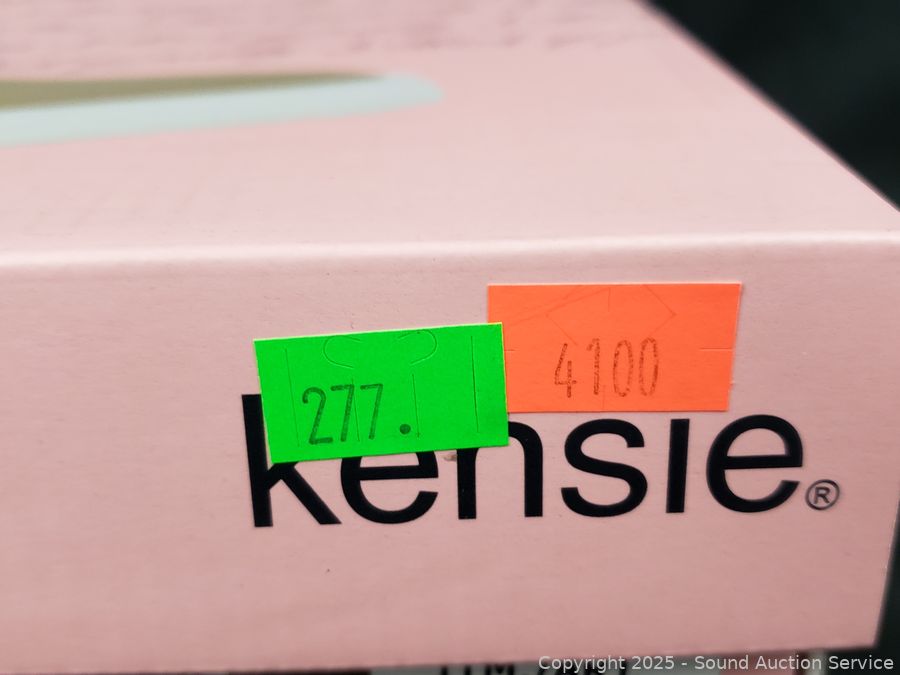 4100
277.
kensie®
Copyright 2025 - Sound Auction Service